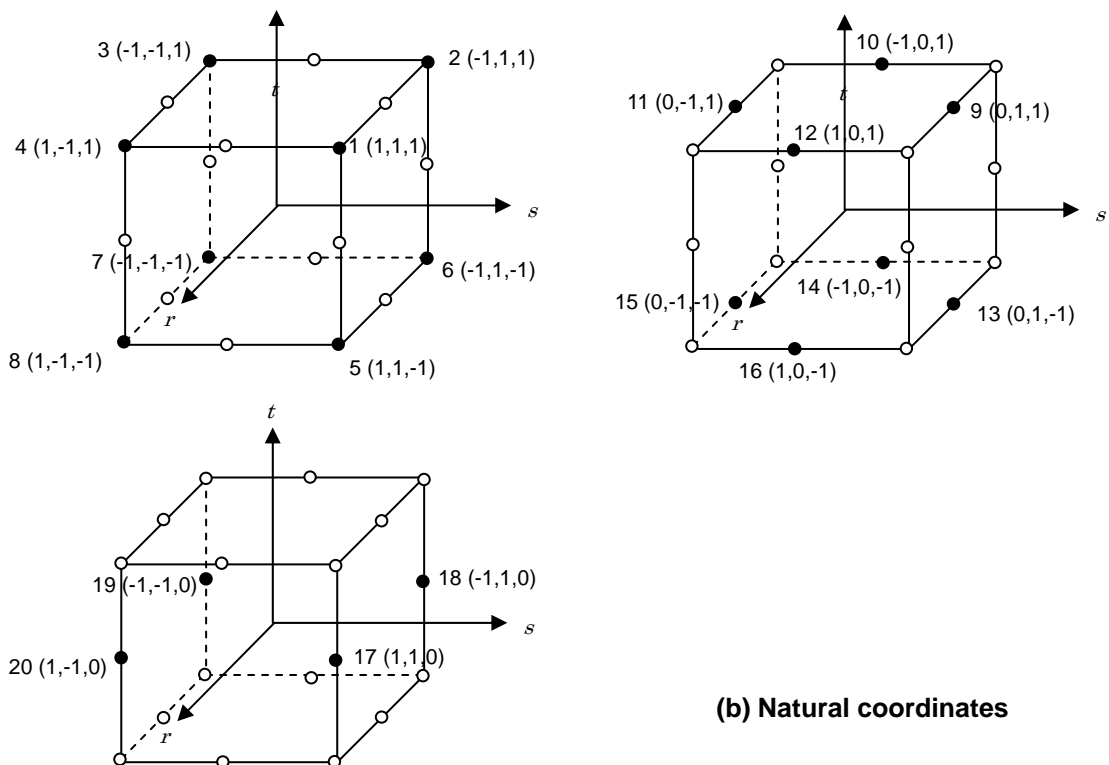 3 (-1,-1,1)
2 (-1,1,1)
t
4 (1,-1,1)
1 (1,1,1)
s
7 (-1,-1,-1)
6 (-1,1,-1)
r
8 (1,-1,-1)
5 (1,1,-1)
10 (-1,0,1)
t
11 (0,-1,1)
9 (0,1,1)
12 (1,0,1)
s
14 (-1,0,-1)
15 (0,-1,-1)
13 (0,1,-1)
r
16 (1,0,-1)
t
19 (-1,-1,0)
18 (-1,1,0)
s
20 (1,-1,0)
17 (1,1,0)
r
(b) Natural coordinates